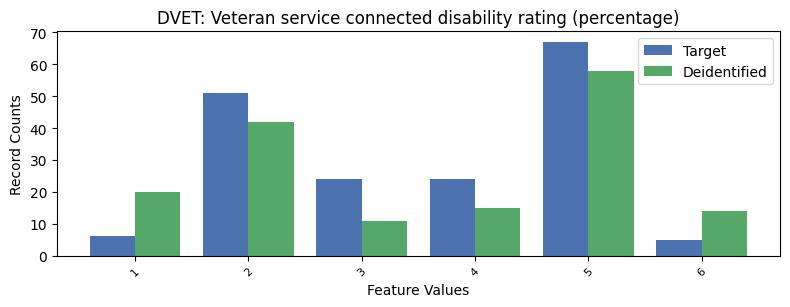 DVET: Veteran service connected disability rating (percentage)
70
60
50
40
30
20
10
0
Record Counts
Target
Deidentified
1 2 3 4 5 6
Feature Values